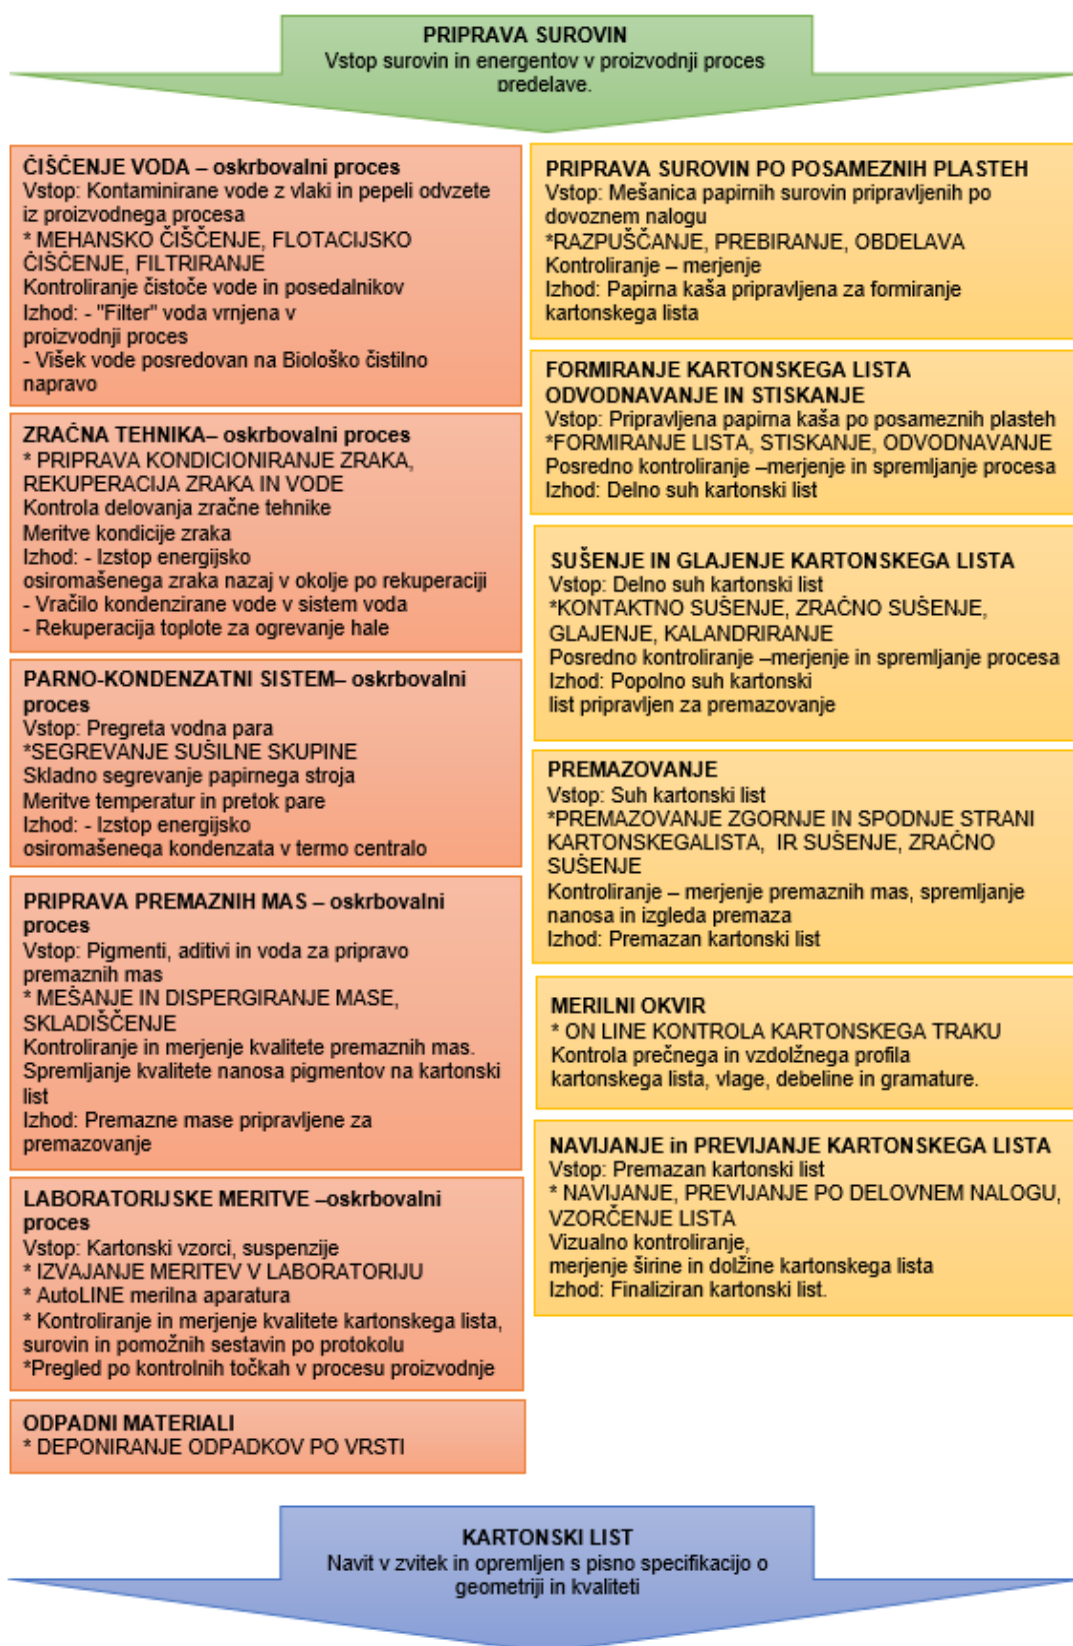 PRIPRAVA SUROVIN
Vstop surovin in energentov v proizvodnji proces
predelave.
ČIŠČENJE VODA – oskrbovalni proces
Vstop: Kontaminirane vode z vlaki in pepeli odvzete
iz proizvodnega procesa
* MEHANSKO ČIŠČENJE, FLOTACIJSKO
ČIŠČENJE, FILTRIRANJE
Kontroliranje čistoče vode in posedalnikov
Izhod: - "Filter" voda vrnjena v
proizvodnji proces
- Višek vode posredovan na Biološko čistilno
napravo
ZRAČNA TEHNIKA– oskrbovalni proces
* PRIPRAVA KONDICIONIRANJE ZRAKA,
REKUPERACIJA ZRAKA IN VODE
Kontrola delovanja zračne tehnike
Meritve kondicije zraka
Izhod: - Izstop energijsko
osiromašenega zraka nazaj v okolje po rekuperaciji
- Vračilo kondenzirane vode v sistem voda
- Rekuperacija toplote za ogrevanje hale
PARNO-KONDENZATNI SISTEM– oskrbovalni
proces
Vstop: Pregreta vodna para
*SEGREVANJE SUŠILNE SKUPINE
Skladno segrevanje papirnega stroja
Meritve temperatur in pretok pare
Izhod: - Izstop energijsko
osiromašenega kondenzata v termo centralo
PRIPRAVA PREMAZNIH MAS – oskrbovalni
proces
Vstop: Pigmenti, aditivi in voda za pripravo
premaznih mas
* MEŠANJE IN DISPERGIRANJE MASE,
SKLADIŠČENJE
Kontroliranje in merjenje kvalitete premaznih mas.
Spremljanje kvalitete nanosa pigmentov na kartonski
list
Izhod: Premazne mase pripravljene za
premazovanje
LABORATORIJSKE MERITVE –oskrbovalni
proces
Vstop: Kartonski vzorci, suspenzije
* IZVAJANJE MERITEV V LABORATORIJU
* AutoLINE merilna aparatura
* Kontroliranje in merjenje kvalitete kartonskega lista,
surovin in pomožnih sestavin po protokolu
*Pregled po kontrolnih točkah v procesu proizvodnje
ODPADNI MATERIALI
* DEPONIRANJE ODPADKOV PO VRSTI
PRIPRAVA SUROVIN PO POSAMEZNIH PLASTEH
Vstop: Mešanica papirnih surovin pripravljenih po
dovoznem nalogu
*RAZPUŠČANJE, PREBIRANJE, OBDELAVA
Kontroliranje – merjenje
Izhod: Papirna kaša pripravljena za formiranje
kartonskega lista
FORMIRANJE KARTONSKEGA LISTA
ODVODNAVANJE IN STISKANJE
Vstop: Pripravljena papirna kaša po posameznih plasteh
*FORMIRANJE LISTA, STISKANJE, ODVODNAVANJE
Posredno kontroliranje –merjenje in spremljanje procesa
Izhod: Delno suh kartonski list
SUŠENJE IN GLAJENJE KARTONSKEGA LISTA
Vstop: Delno suh kartonski list
*KONTAKTNO SUŠENJE, ZRAČNO SUŠENJE,
GLAJENJE, KALANDRIRANJE
Posredno kontroliranje –merjenje in spremljanje procesa
Izhod: Popolno suh kartonski
list pripravljen za premazovanje
PREMAZOVANJE
Vstop: Suh kartonski list
*PREMAZOVANJE ZGORNJE IN SPODNJE STRANI
KARTONSKEGALISTA, IR SUŠENJE, ZRAČNO
SUŠENJE
Kontroliranje – merjenje premaznih mas, spremljanje
nanosa in izgleda premaza
Izhod: Premazan kartonski list
MERILNI OKVIR
* ON LINE KONTROLA KARTONSKEGA TRAKU
Kontrola prečnega in vzdolžnega profila
kartonskega lista, vlage, debeline in gramature.
NAVIJANJE in PREVIJANJE KARTONSKEGA LISTA
Vstop: Premazan kartonski list
* NAVIJANJE, PREVIJANJE PO DELOVNEM NALOGU,
VZORČENJE LISTA
Vizualno kontroliranje,
merjenje širine in dolžine kartonskega lista
Izhod: Finaliziran kartonski list.
KARTONSKI LIST
Navit v zvitek in opremljen s pisno specifikacijo o
geometriji in kvaliteti